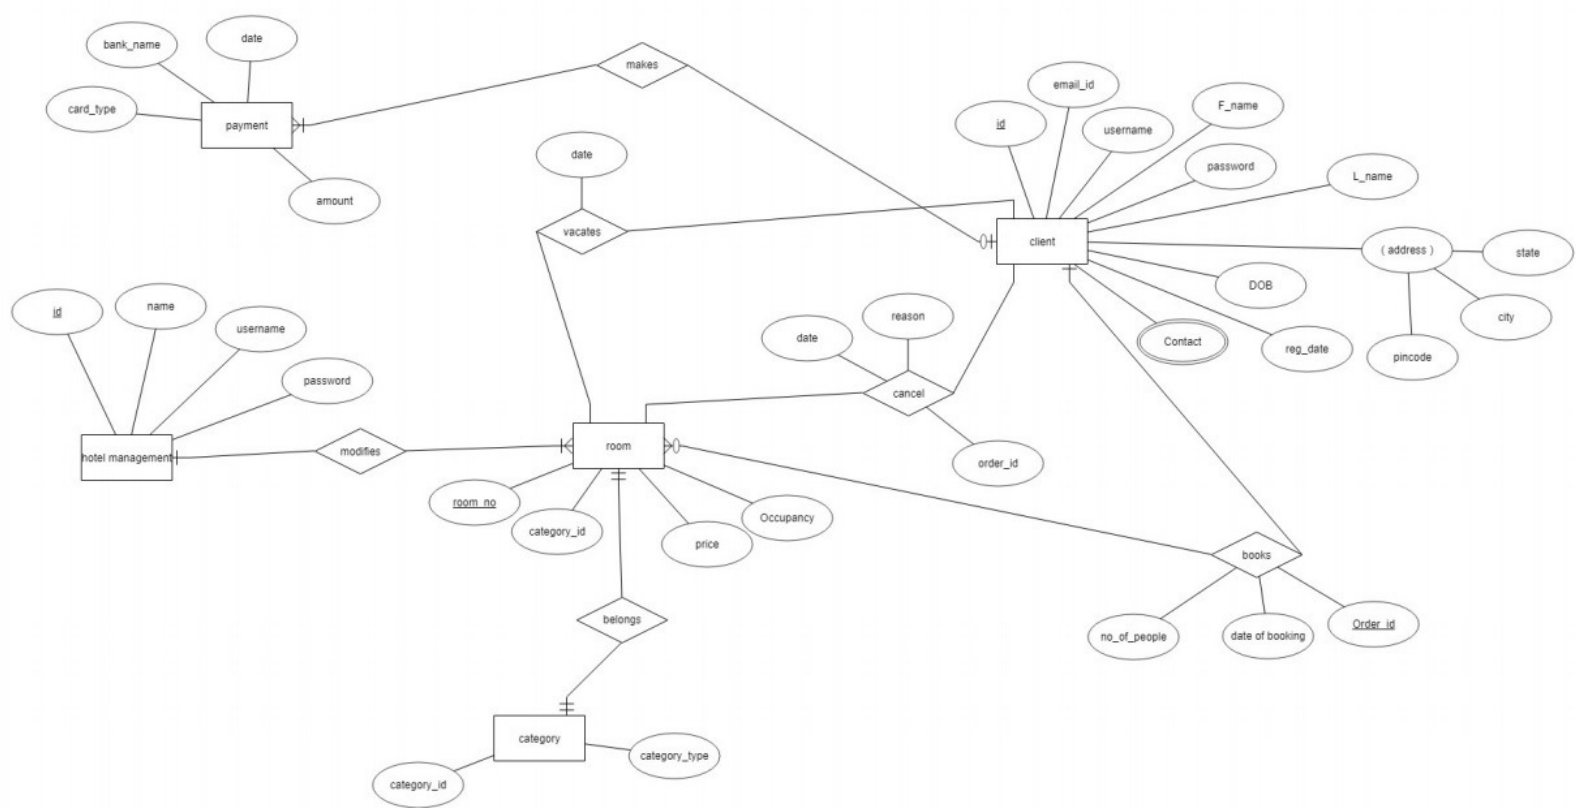 date
bank_name
makes
email_id
card_type
F_name
payment
id
username
date
password
L_name
amount
vacates
client
( address )
state
DOB
id
name
reason
city
username
date
Contact
reg_date
pincode
password
cancel
room
modifies
hotel management
order_id
room_no
Occupancy
category_id
price
books
belongs
Order_id
no_of_people
date of booking
category
category_type
category_id